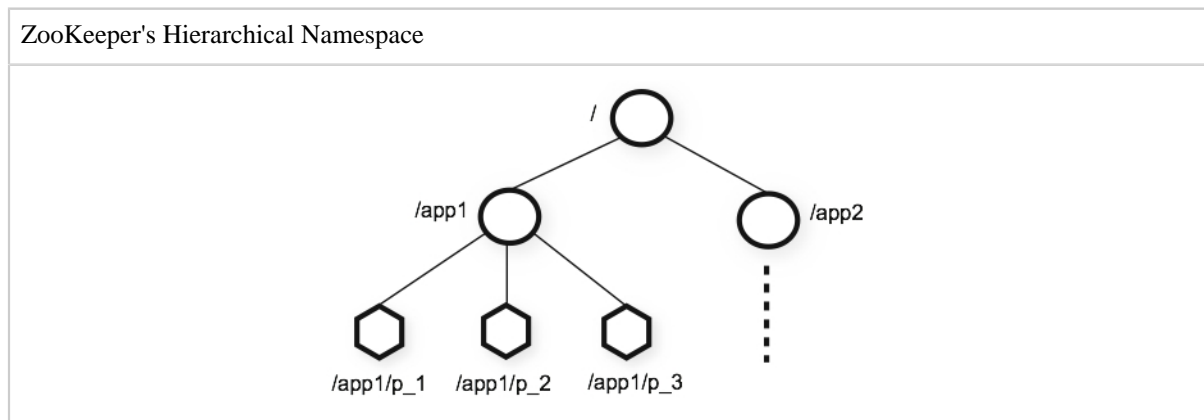 ZooKeeper's Hierarchical Namespace
/
/app1
/app2
/app1/p_1
/app1/p_2
/app1/p_3